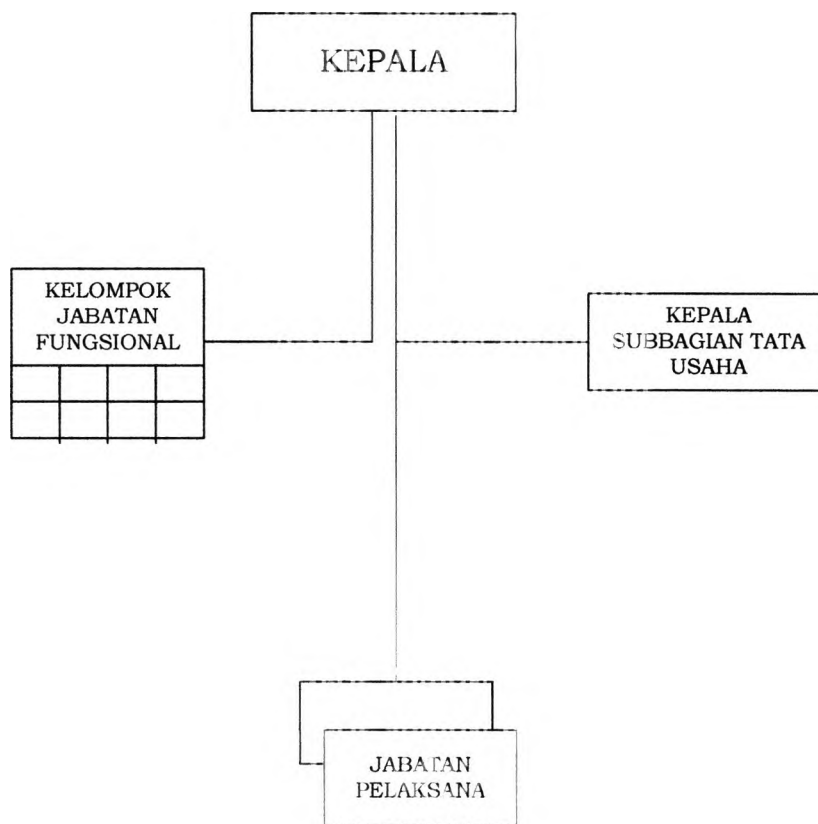 KEPALA
KELOMPOK
JABATAN
FUNGSIONAL
KEPALA
SUBBAGIAN TATA
USAHA
JABATAN
PELAKSANA